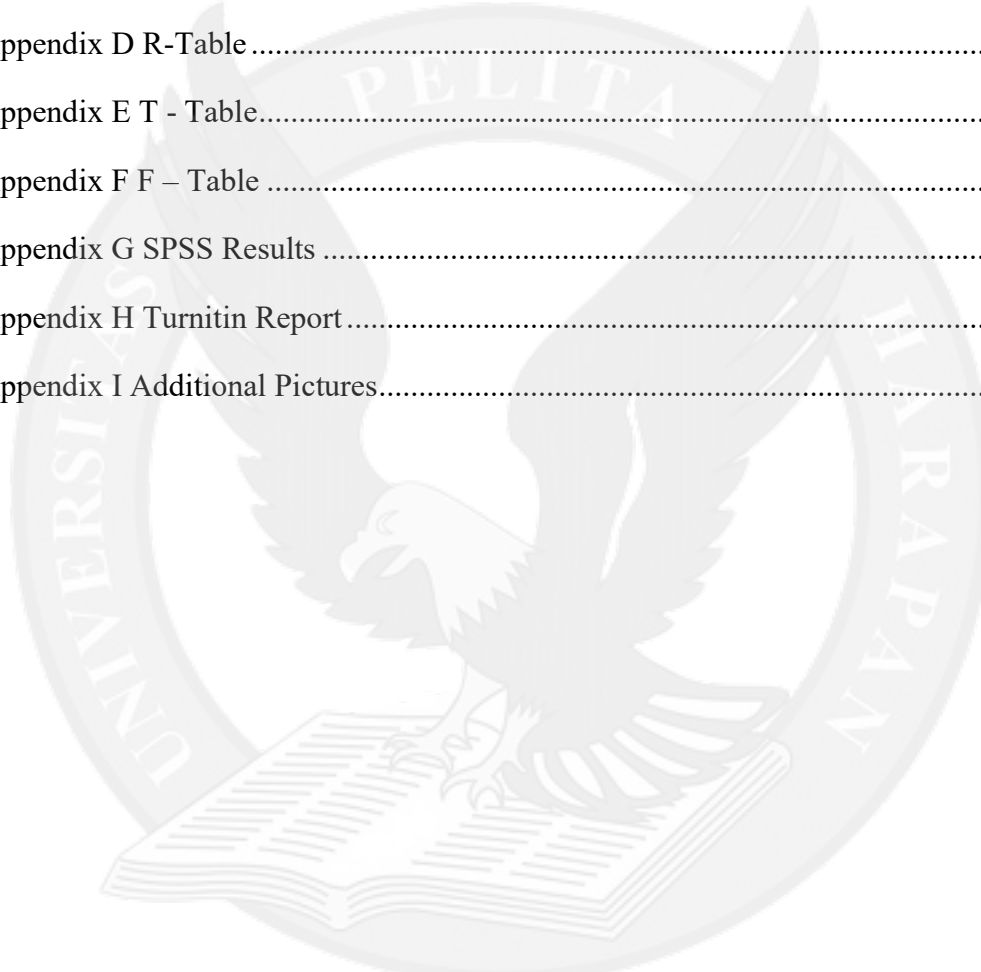 ppendix D R-Table
ppendix E T - Table
ppendix F F – Table
ppendix G SPSS Results
ppendix H Turnitin Report
ppendix I Additional Pictures
UNIVERSITAS PELITA HARAPAN